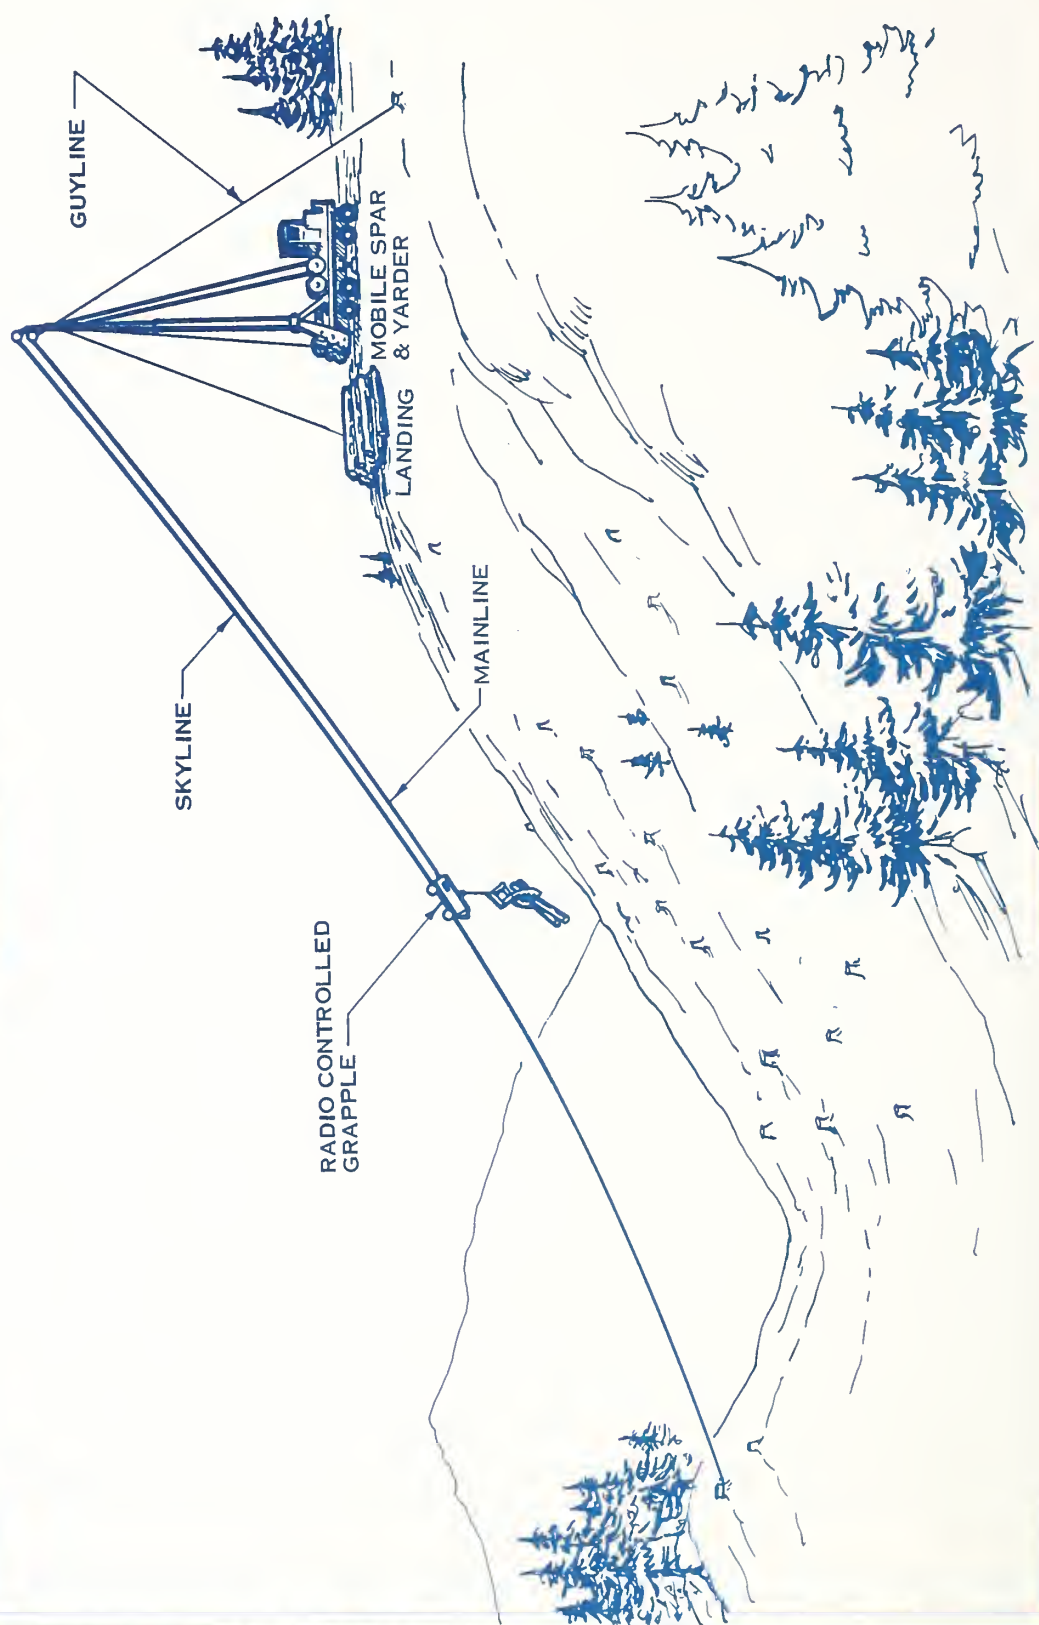 GUYLINE
SKYLINE
RADIO CONTROLLED
GRAPPLE
MAINLINE
LANDING
MOBILE SPAR
& YARDER